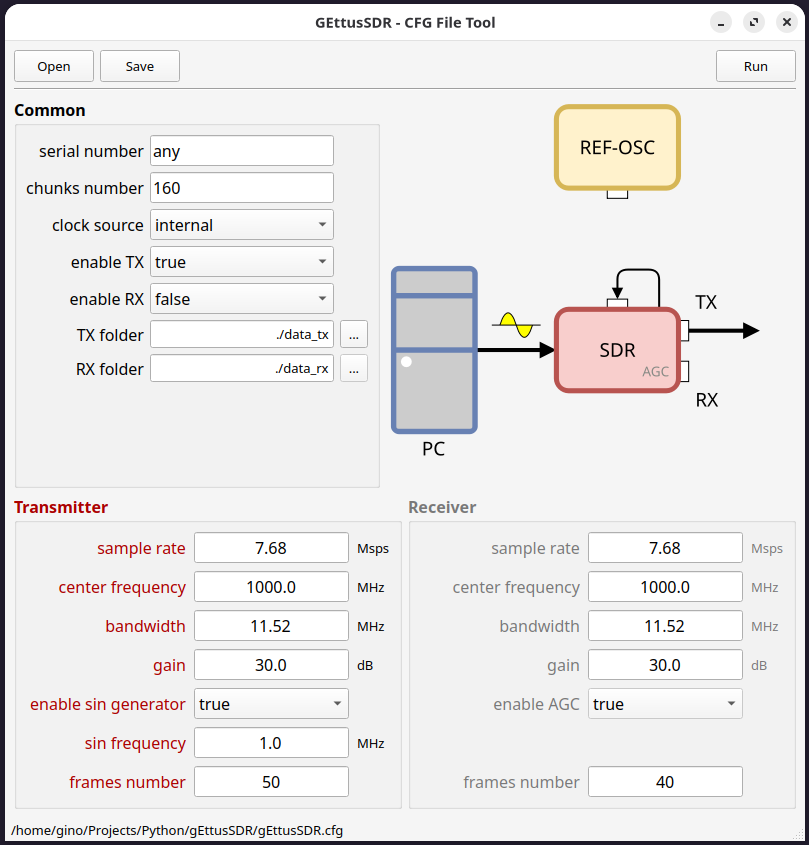 GEttusSDR - CFG File Tool
Open Save Run
Common
serial number any
chunks number 160
clock source internal
enable TX true
enable RX false
TX folder ./data_tx ...
RX folder ./data_rx ...
REF-OSC
TX
SDR
AGC
RX
PC
Transmitter
sample rate 7.68 Msps
center frequency 1000.0 MHz
bandwidth 11.52 MHz
gain 30.0 dB
enable sin generator true
sin frequency 1.0 MHz
frames number 50
Receiver
sample rate 7.68 Msps
center frequency 1000.0 MHz
bandwidth 11.52 MHz
gain 30.0 dB
enable AGC true
frames number 40
/home/gino/Projects/Python/gEttusSDR/gEttusSDR.cfg